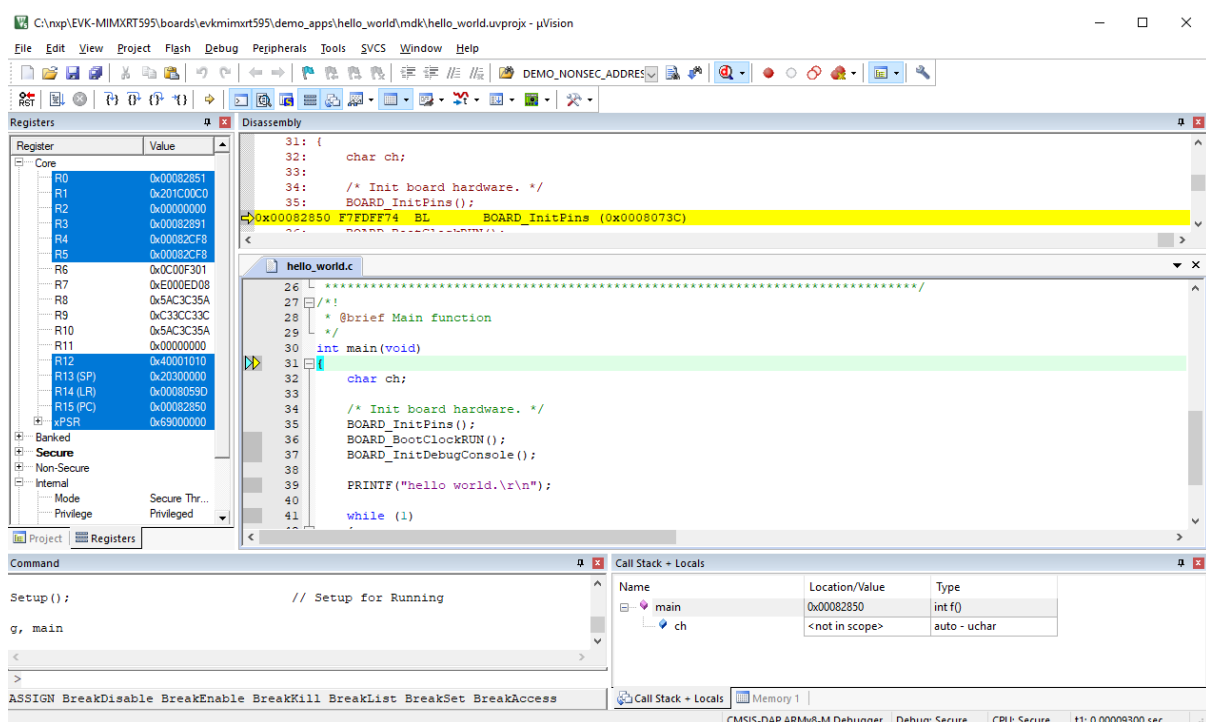 C:\nxp\EVK-MIMXRT595\boards\evkmimxrt595\demo_apps\hello_world\mdk\hello_world.uvprojx - µVision
File Edit View Project Flash Debug Peripherals Tools SVCS Window Help
DEMO_NONSEC_ADDRES
RST
Registers
Register Value
Core
R0 0x00082851
R1 0x201C00C0
R2 0x00000000
R3 0x00082891
R4 0x00082CF8
R5 0x00082CF8
R6 0x0C00F301
R7 0xE000ED08
R8 0x5AC3C35A
R9 0xC33CC33C
R10 0x5AC3C35A
R11 0x00000000
R12 0x40001010
R13 (SP) 0x20300000
R14 (LR) 0x0008059D
R15 (PC) 0x00082850
xPSR 0x69000000
Banked
Secure
Non-Secure
Internal
Mode Secure Thr...
Privilege Privileged
Project Registers
Disassembly
31: {
32: char ch;
33:
34: /* Init board hardware. */
35: BOARD_InitPins();
0x00082850 F7FDFF74 BL BOARD_InitPins (0x0008073C)
36: BOARD_BootClockRUN();
hello_world.c
26 ******************************************************************************/
27 /*!
28 * @brief Main function
29 */
30 int main(void)
31 {
32 char ch;
33
34 /* Init board hardware. */
35 BOARD_InitPins();
36 BOARD_BootClockRUN();
37 BOARD_InitDebugConsole();
38
39 PRINTF("hello world.\r\n");
40
41 while (1)
Command
Setup(); // Setup for Running
g, main
>
ASSIGN BreakDisable BreakEnable BreakKill BreakList BreakSet BreakAccess
Call Stack + Locals
Name Location/Value Type
main 0x00082850 int f()
ch <not in scope> auto - uchar
Call Stack + Locals Memory 1
CMSIS-DAP ARMv8-M Debugger Debug: Secure CPU: Secure t1: 0.00009300 sec